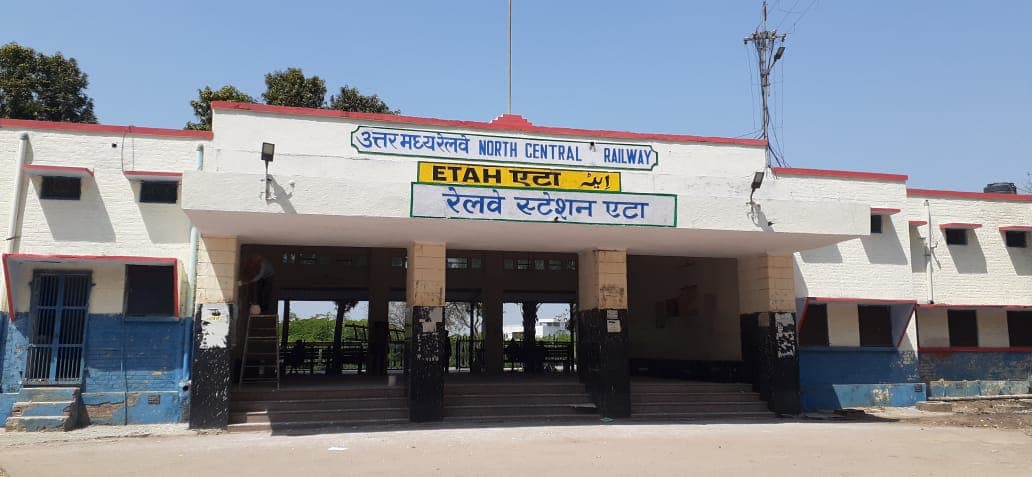 उत्तर मध्य रेलवे NORTH CENTRAL RAILWAY
ETAH एटा ایٹہ
रेलवे स्टेशन एटा